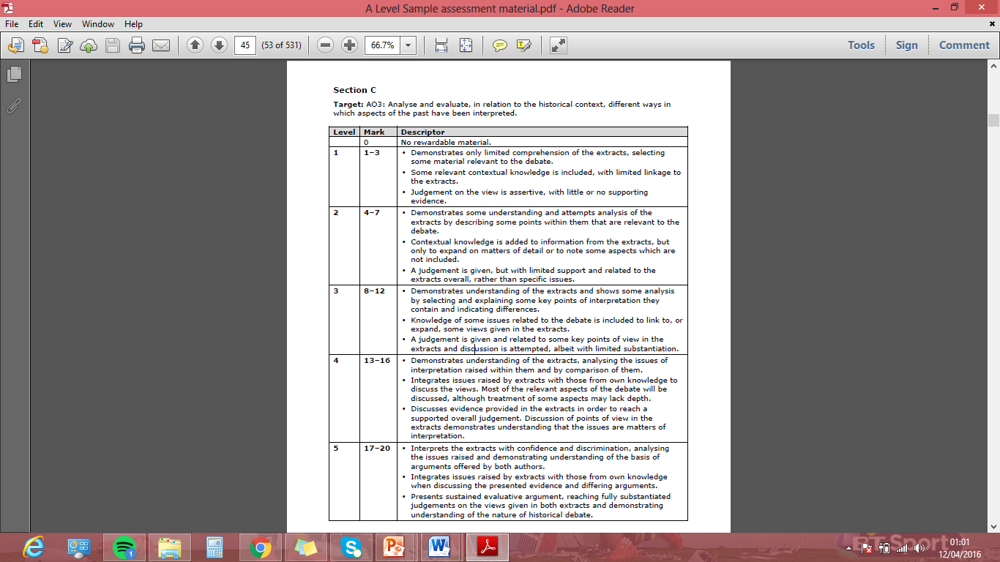 A Level Sample assessment material.pdf - Adobe Reader
File Edit View Window Help
45 (53 of 531) 66.7% Tools Sign Comment
Section C
Target: AO3: Analyse and evaluate, in relation to the historical context, different ways in
which aspects of the past have been interpreted.
Level Mark Descriptor
0 No rewardable material.
1 1–3 • Demonstrates only limited comprehension of the extracts, selecting
some material relevant to the debate.
• Some relevant contextual knowledge is included, with limited linkage to
the extracts.
• Judgement on the view is assertive, with little or no supporting
evidence.
2 4–7 • Demonstrates some understanding and attempts analysis of the
extracts by describing some points within them that are relevant to the
debate.
• Contextual knowledge is added to information from the extracts, but
only to expand on matters of detail or to note some aspects which are
not included.
• A judgement is given, but with limited support and related to the
extracts overall, rather than specific issues.
3 8–12 • Demonstrates understanding of the extracts and shows some analysis
by selecting and explaining some key points of interpretation they
contain and indicating differences.
• Knowledge of some issues related to the debate is included to link to, or
expand, some views given in the extracts.
• A judgement is given and related to some key points of view in the
extracts and discussion is attempted, albeit with limited substantiation.
4 13–16 • Demonstrates understanding of the extracts, analysing the issues of
interpretation raised within them and by comparison of them.
• Integrates issues raised by extracts with those from own knowledge to
discuss the views. Most of the relevant aspects of the debate will be
discussed, although treatment of some aspects may lack depth.
• Discusses evidence provided in the extracts in order to reach a
supported overall judgement. Discussion of points of view in the
extracts demonstrates understanding that the issues are matters of
interpretation.
5 17–20 • Interprets the extracts with confidence and discrimination, analysing
the issues raised and demonstrating understanding of the basis of
arguments offered by both authors.
• Integrates issues raised by extracts with those from own knowledge
when discussing the presented evidence and differing arguments.
• Presents sustained evaluative argument, reaching fully substantiated
judgements on the views given in both extracts and demonstrating
understanding of the nature of historical debate.
BT Sport
01:01
12/04/2016